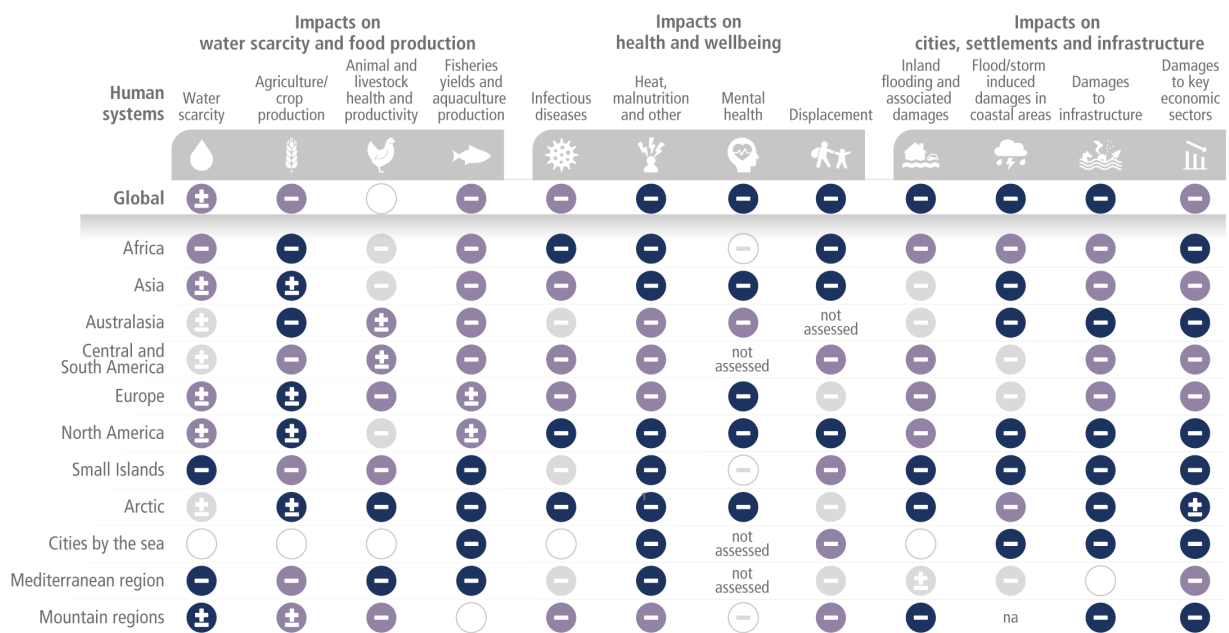 Impacts on
water scarcity and food production
Impacts on
health and wellbeing
Impacts on
cities, settlements and infrastructure
Human
systems
Water
scarcity
Agriculture/
crop
production
Animal and
livestock
health and
productivity
Fisheries
yields and
aquaculture
production
Infectious
diseases
Heat,
malnutrition
and other
Mental
health
Displacement
Inland
flooding and
associated
damages
Flood/storm
induced
damages in
coastal areas
Damages
to
infrastructure
Damages
to key
economic
sectors
Global
Africa
Asia
Australasia
not
assessed
Central and
South America
not
assessed
Europe
North America
Small Islands
Arctic
Cities by the sea
not
assessed
Mediterranean region
not
assessed
Mountain regions
na